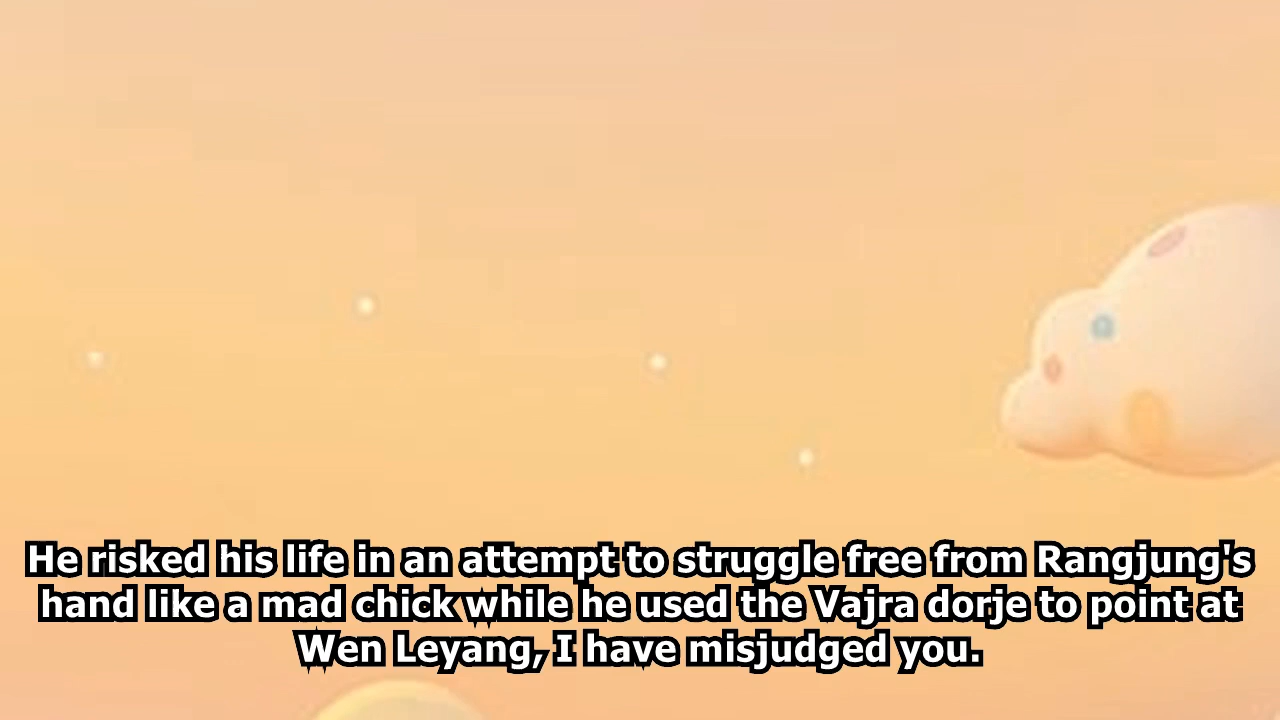 He risked his life in an attempt to struggle free from Rangjung's
hand like a mad chick while he used the Vajra dorje to point at
Wen Leyang, I have misjudged you.